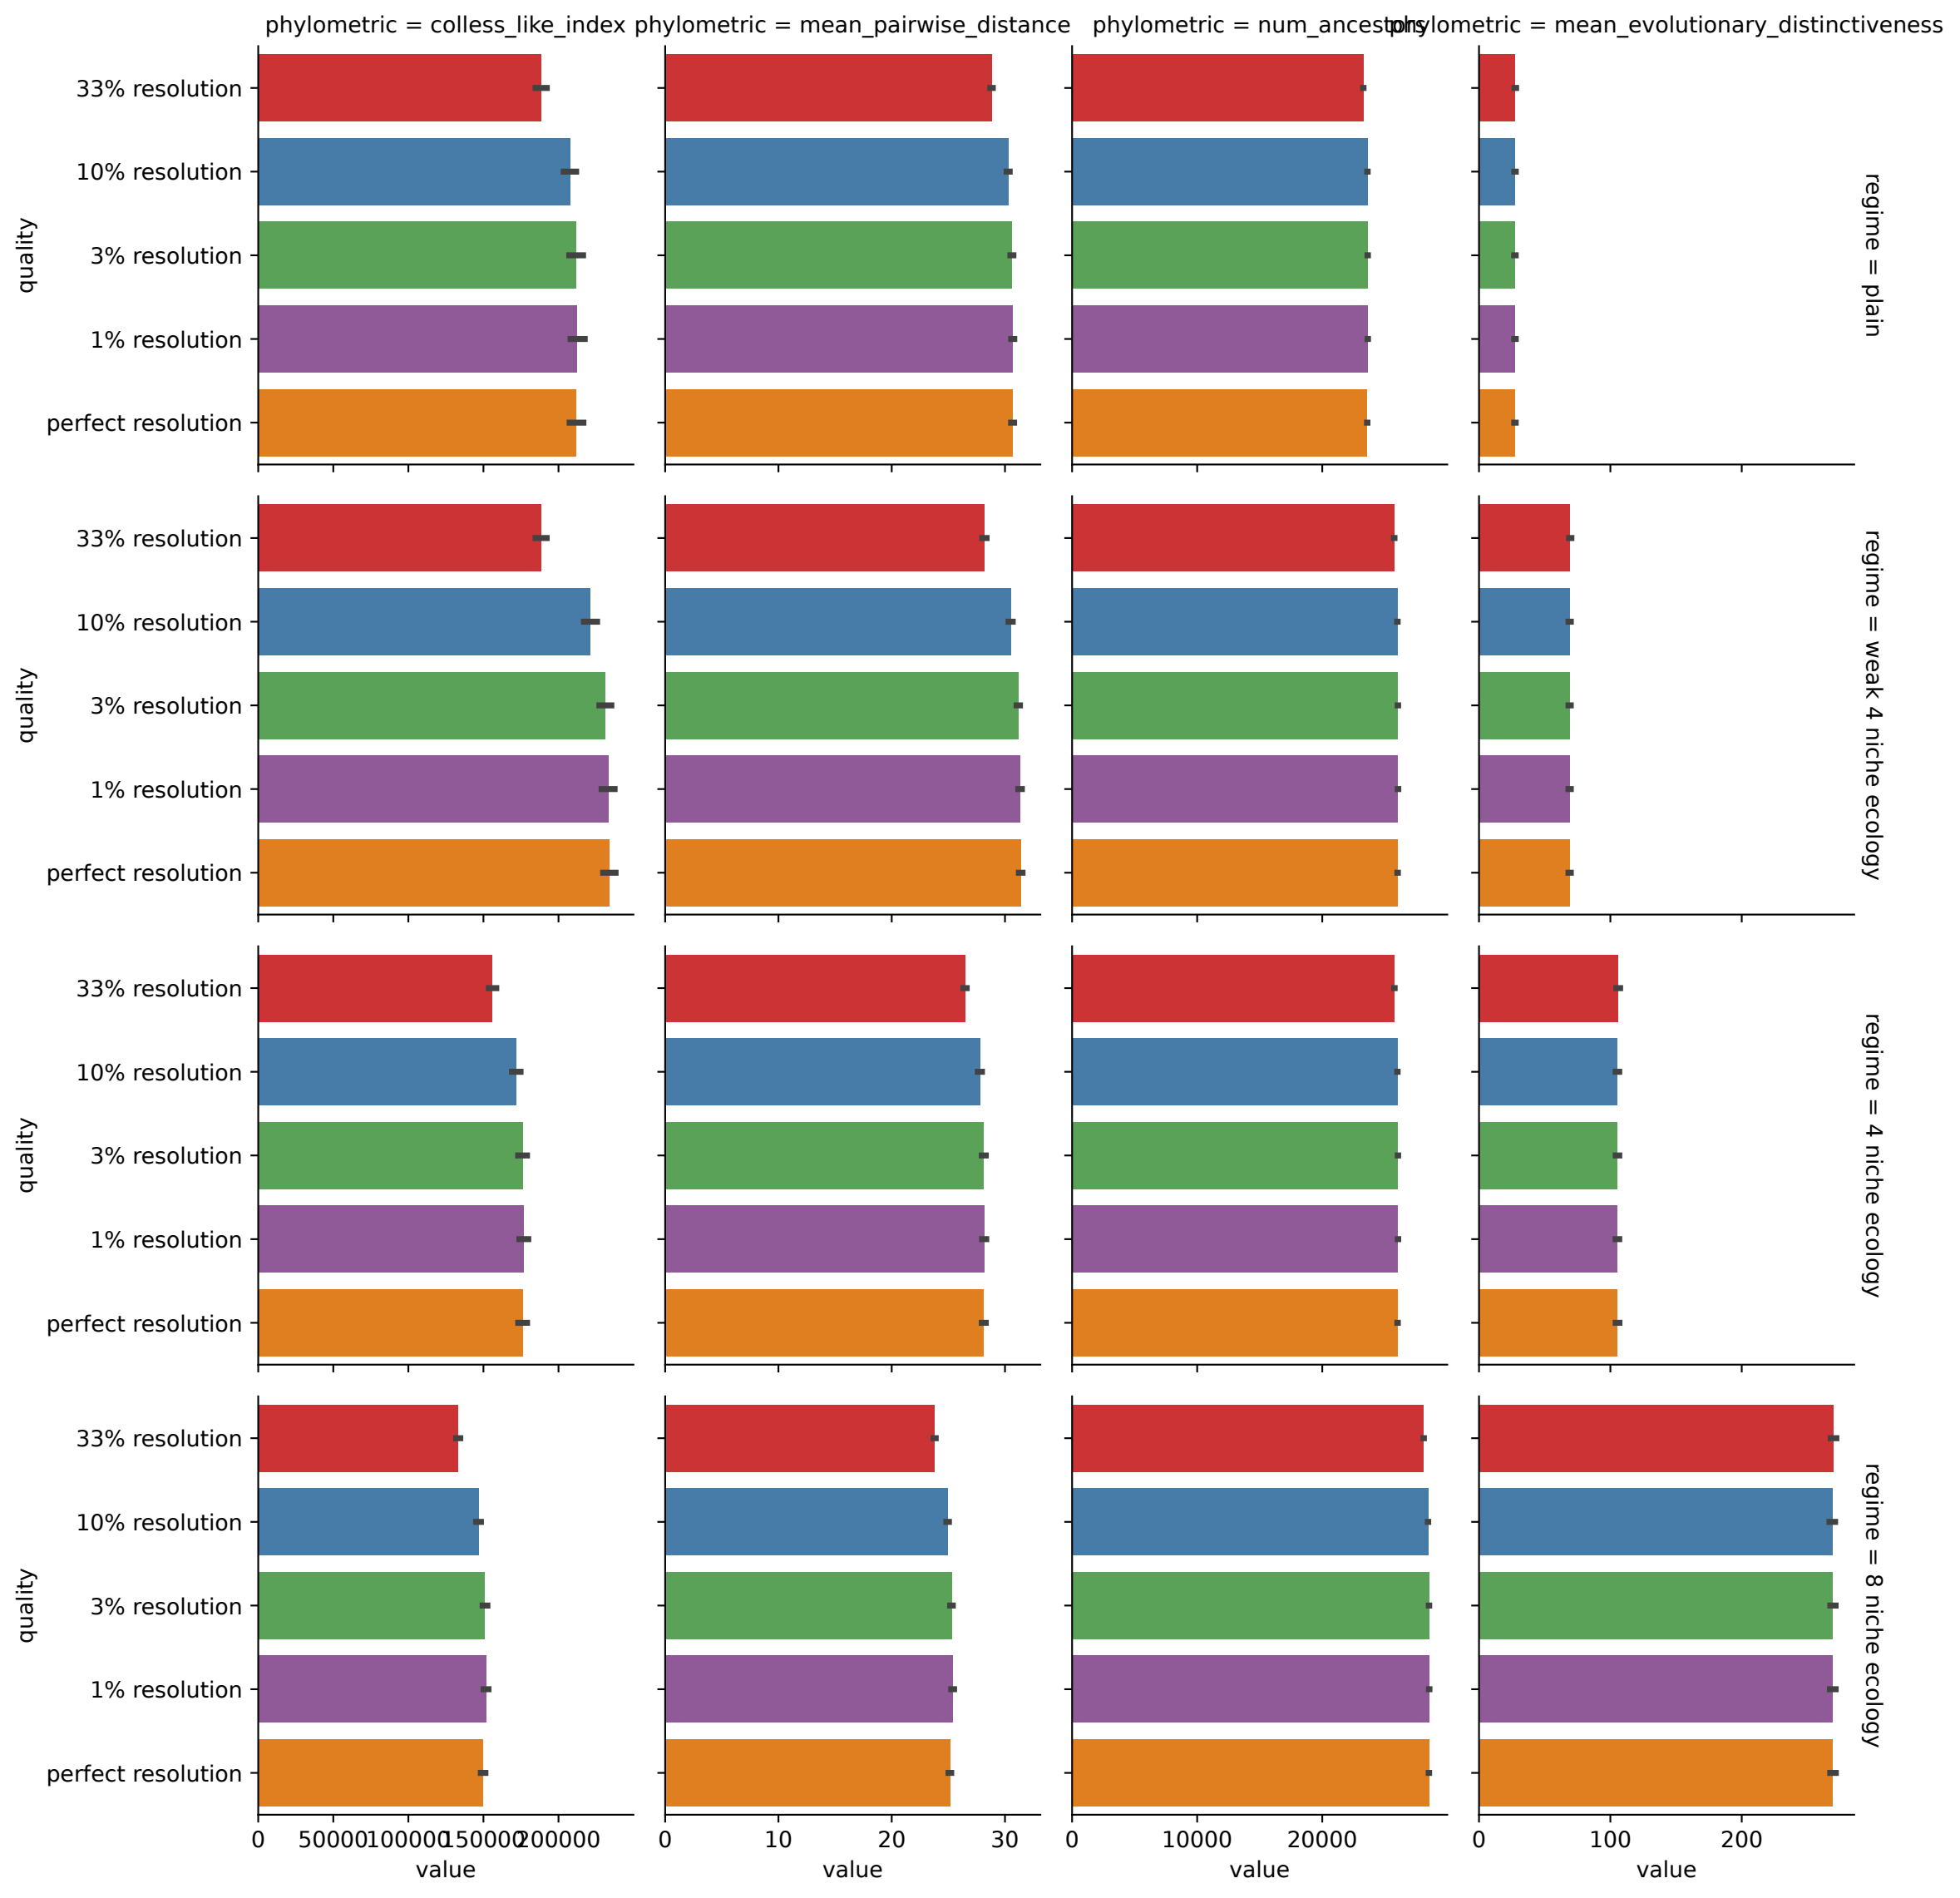 phylometric = colless_like_index
phylometric = mean_pairwise_distance
phylometric = num_ancestors
phylometric = mean_evolutionary_distinctiveness
quality
33% resolution
10% resolution
3% resolution
1% resolution
perfect resolution
regime = plain
quality
33% resolution
10% resolution
3% resolution
1% resolution
perfect resolution
regime = weak 4 niche ecology
quality
33% resolution
10% resolution
3% resolution
1% resolution
perfect resolution
regime = 4 niche ecology
quality
33% resolution
10% resolution
3% resolution
1% resolution
perfect resolution
regime = 8 niche ecology
0 50000 100000 150000 200000
0 10 20 30
0 10000 20000
0 100 200
value
value
value
value